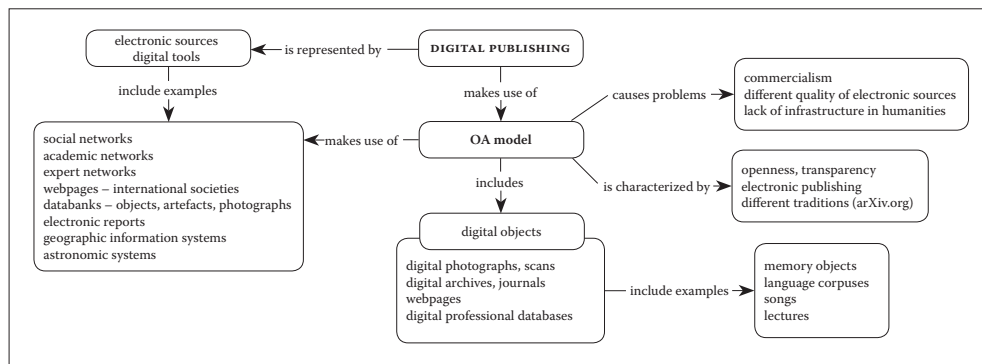 electronic sources
digital tools
is represented by
DIGITAL PUBLISHING
include examples
makes use of
causes problems
commercialism
different quality of electronic sources
lack of infrastructure in humanities
social networks
academic networks
expert networks
webpages – international societies
databanks – objects, artefacts, photographs
electronic reports
geographic information systems
astronomic systems
makes use of
OA model
includes
is characterized by
openness, transparency
electronic publishing
different traditions (arXiv.org)
digital objects
digital photographs, scans
digital archives, journals
webpages
digital professional databases
include examples
memory objects
language corpuses
songs
lectures